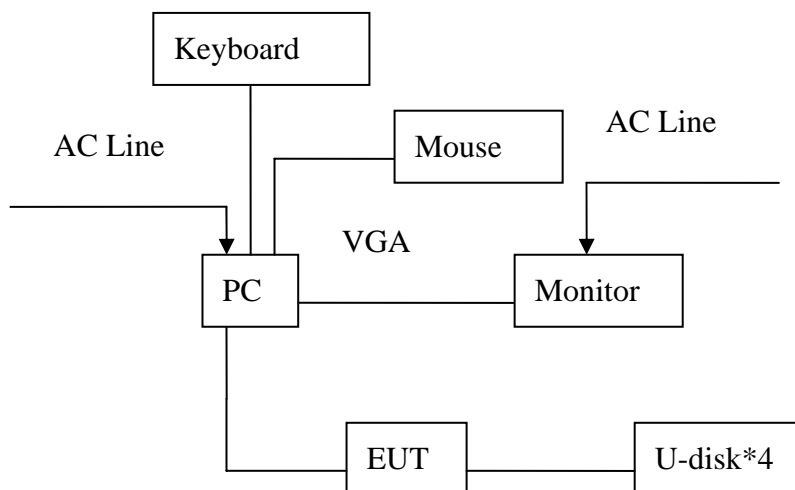 Keyboard
AC Line
AC Line
Mouse
VGA
PC
Monitor
EUT
U-disk*4